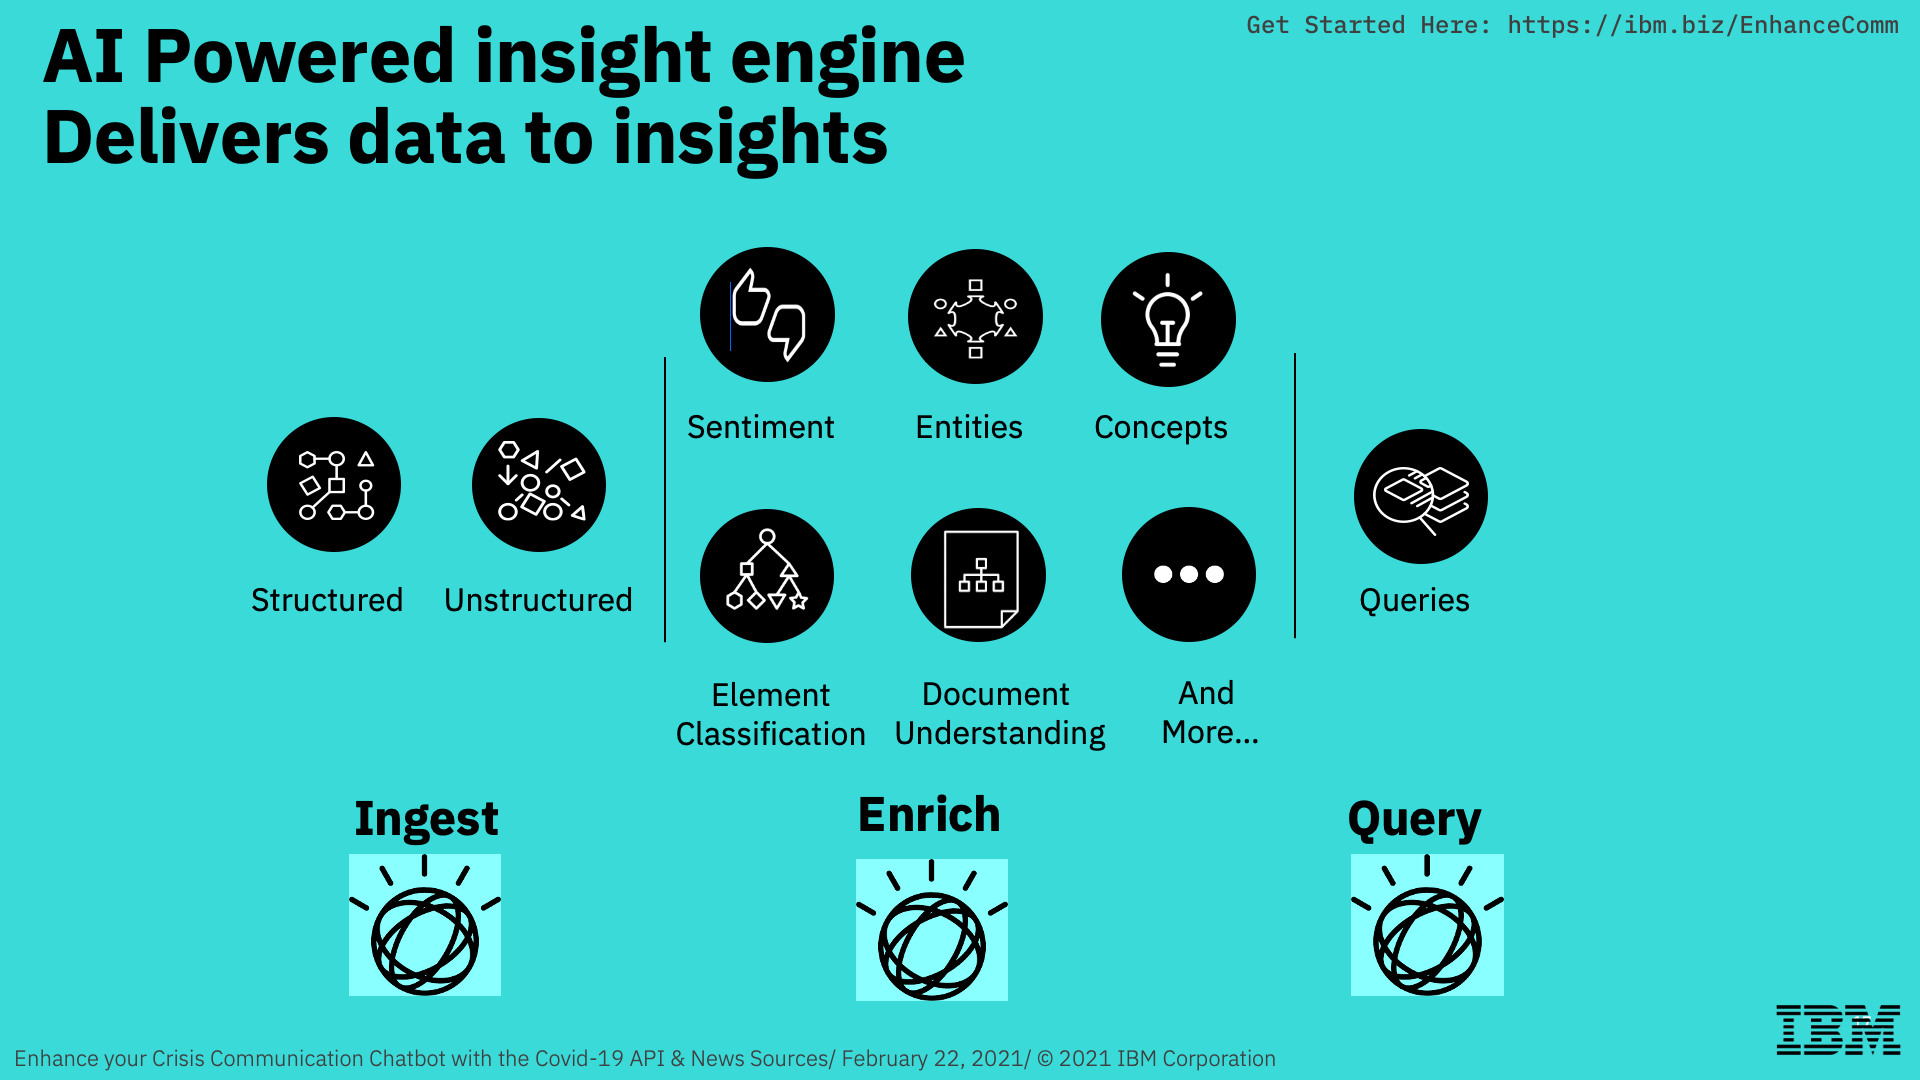 Get Started Here: https://ibm.biz/EnhanceComm
AI Powered insight engine
Delivers data to insights
Sentiment
Entities
Concepts
Structured
Unstructured
Queries
Element
Classification
Document
Understanding
And
More...
Ingest
Enrich
Query
IBM
Enhance your Crisis Communication Chatbot with the Covid-19 API & News Sources/ February 22, 2021/ © 2021 IBM Corporation